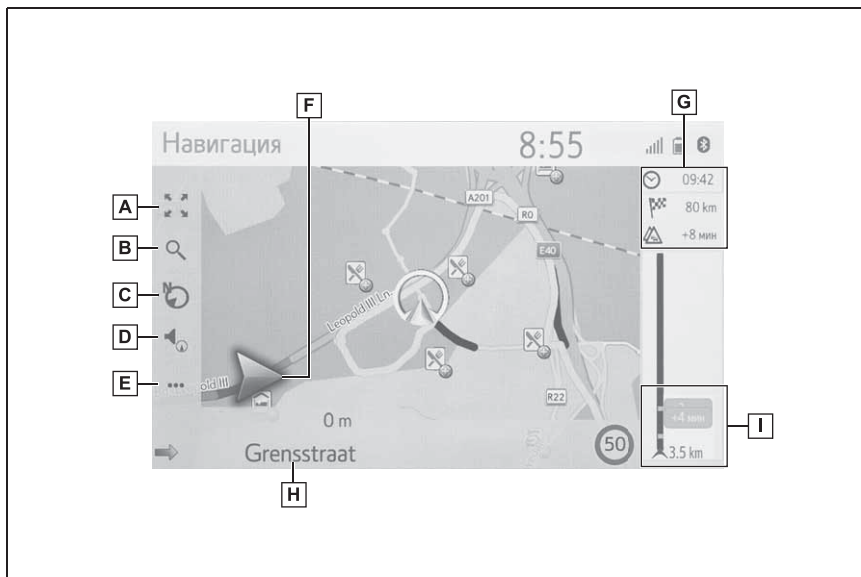 F
G
Навигация
8:55
A
A201
09:42
B
R0
80 km
E40
+8 мин
C
N
Leopold III Ln.
D
E
old III
R22
+4 мин
I
0 m
50
3.5 km
Grensstraat
H